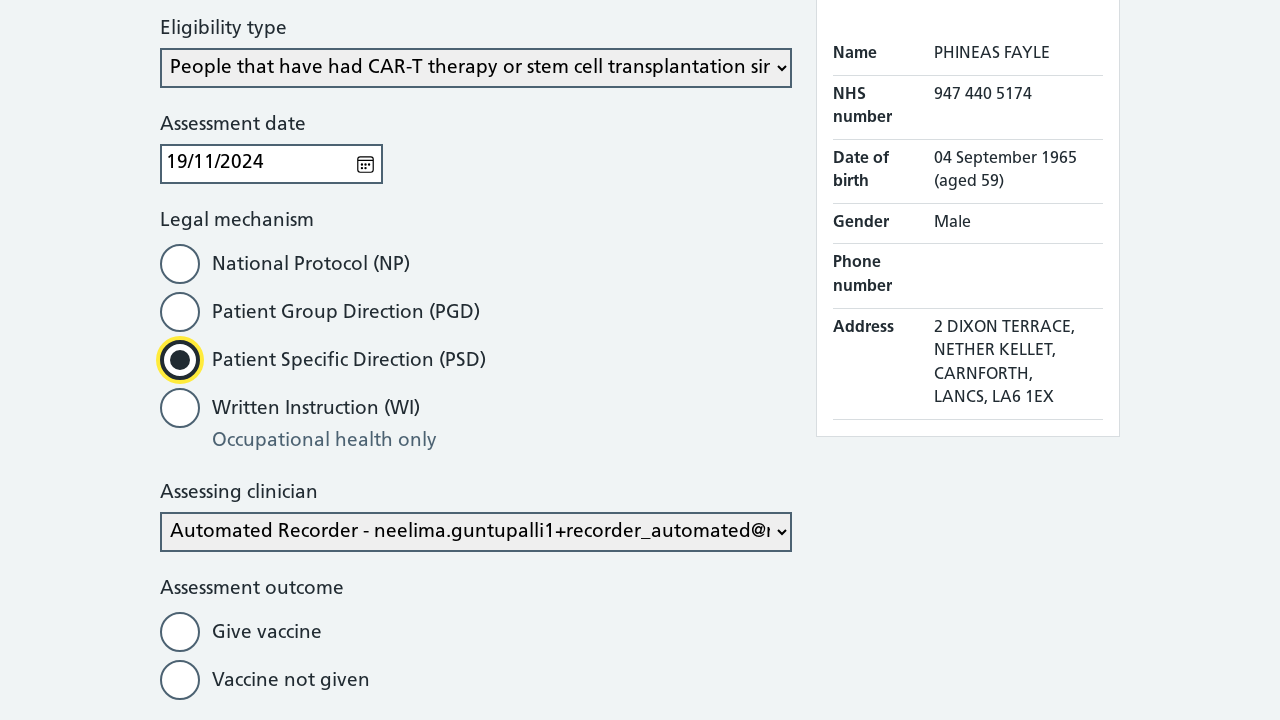 Eligibility type
People that have had CAR-T therapy or stem cell transplantation
Assessment date
19/11/2024
Legal mechanism
National Protocol (NP)
Patient Group Direction (PGD)
Patient Specific Direction (PSD)
Written Instruction (WI)
Occupational health only
Assessing clinician
Automated Recorder - neelima.guntupalli1+recorder_automated@
Assessment outcome
Give vaccine
Vaccine not given
Name PHINEAS FAYLE
NHS number 947 440 5174
Date of birth 04 September 1965
(aged 59)
Gender Male
Phone number
Address 2 DIXON TERRACE,
NETHER KELLET,
CARNFORTH,
LANCS, LA6 1EX